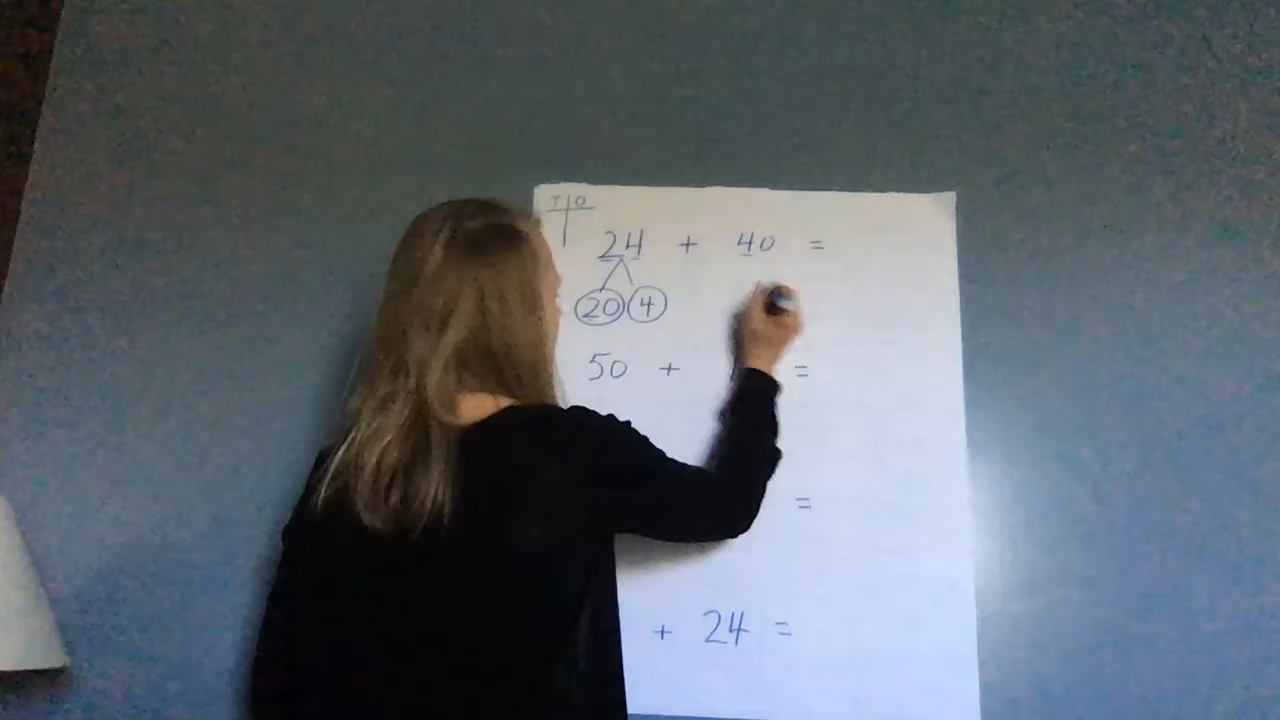 T O
24 + 40 =
20 4
50 + =
=
+ 24 =